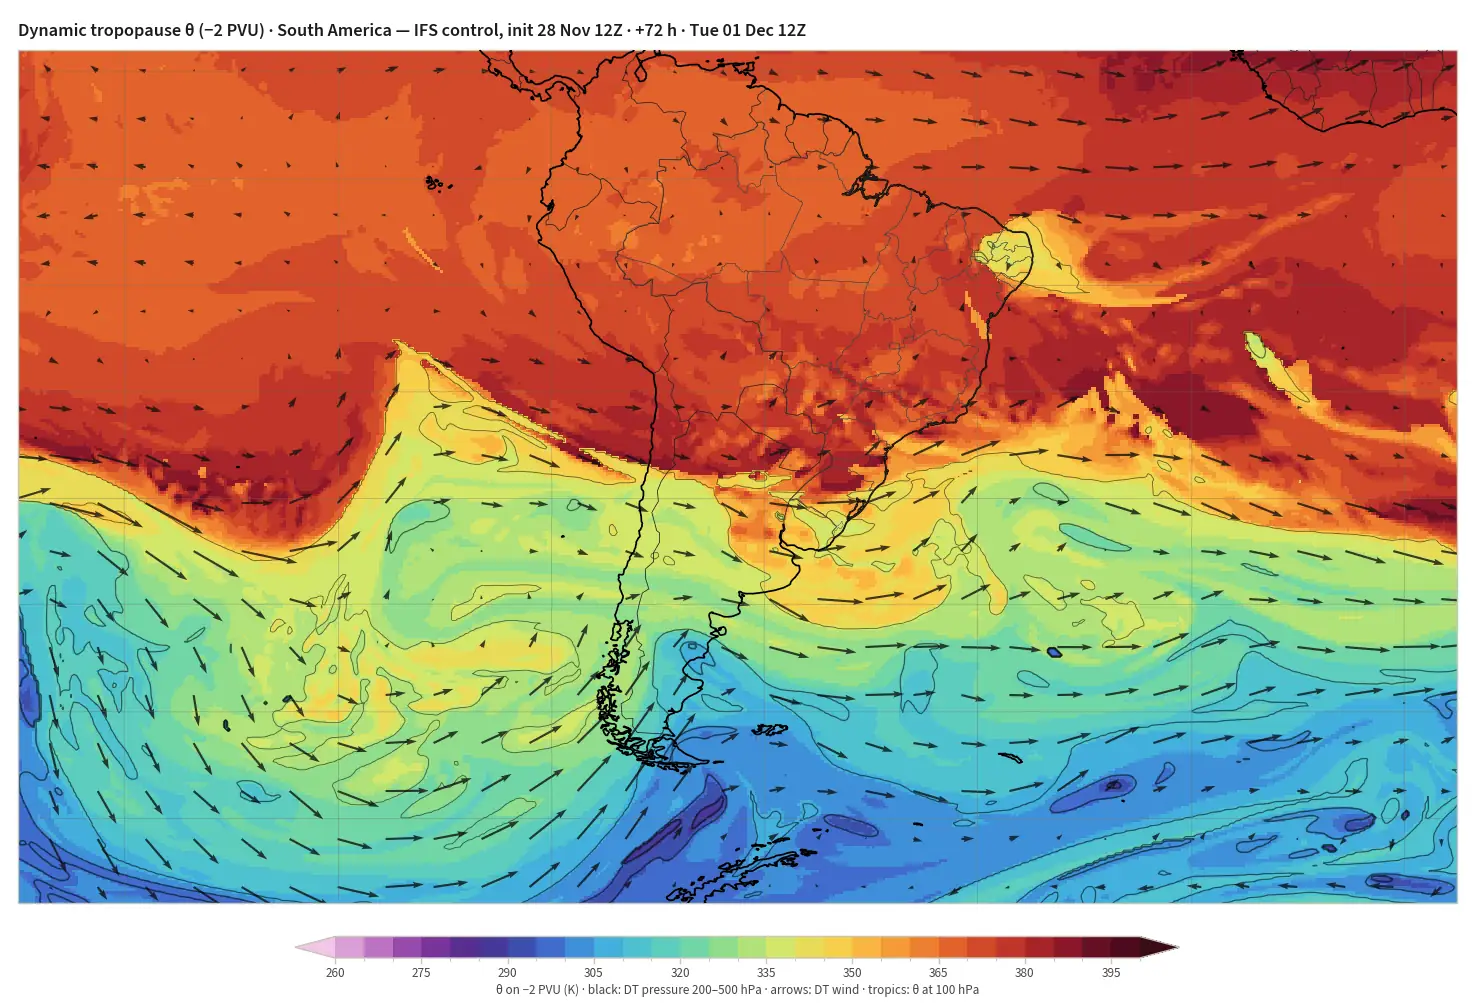 Dynamic tropopause θ (−2 PVU) · South America — IFS control, init 28 Nov 12Z · +72 h · Tue 01 Dec 12Z
260 275 290 305 320 335 350 365 380 395
θ on −2 PVU (K) · black: DT pressure 200–500 hPa · arrows: DT wind · tropics: θ at 100 hPa